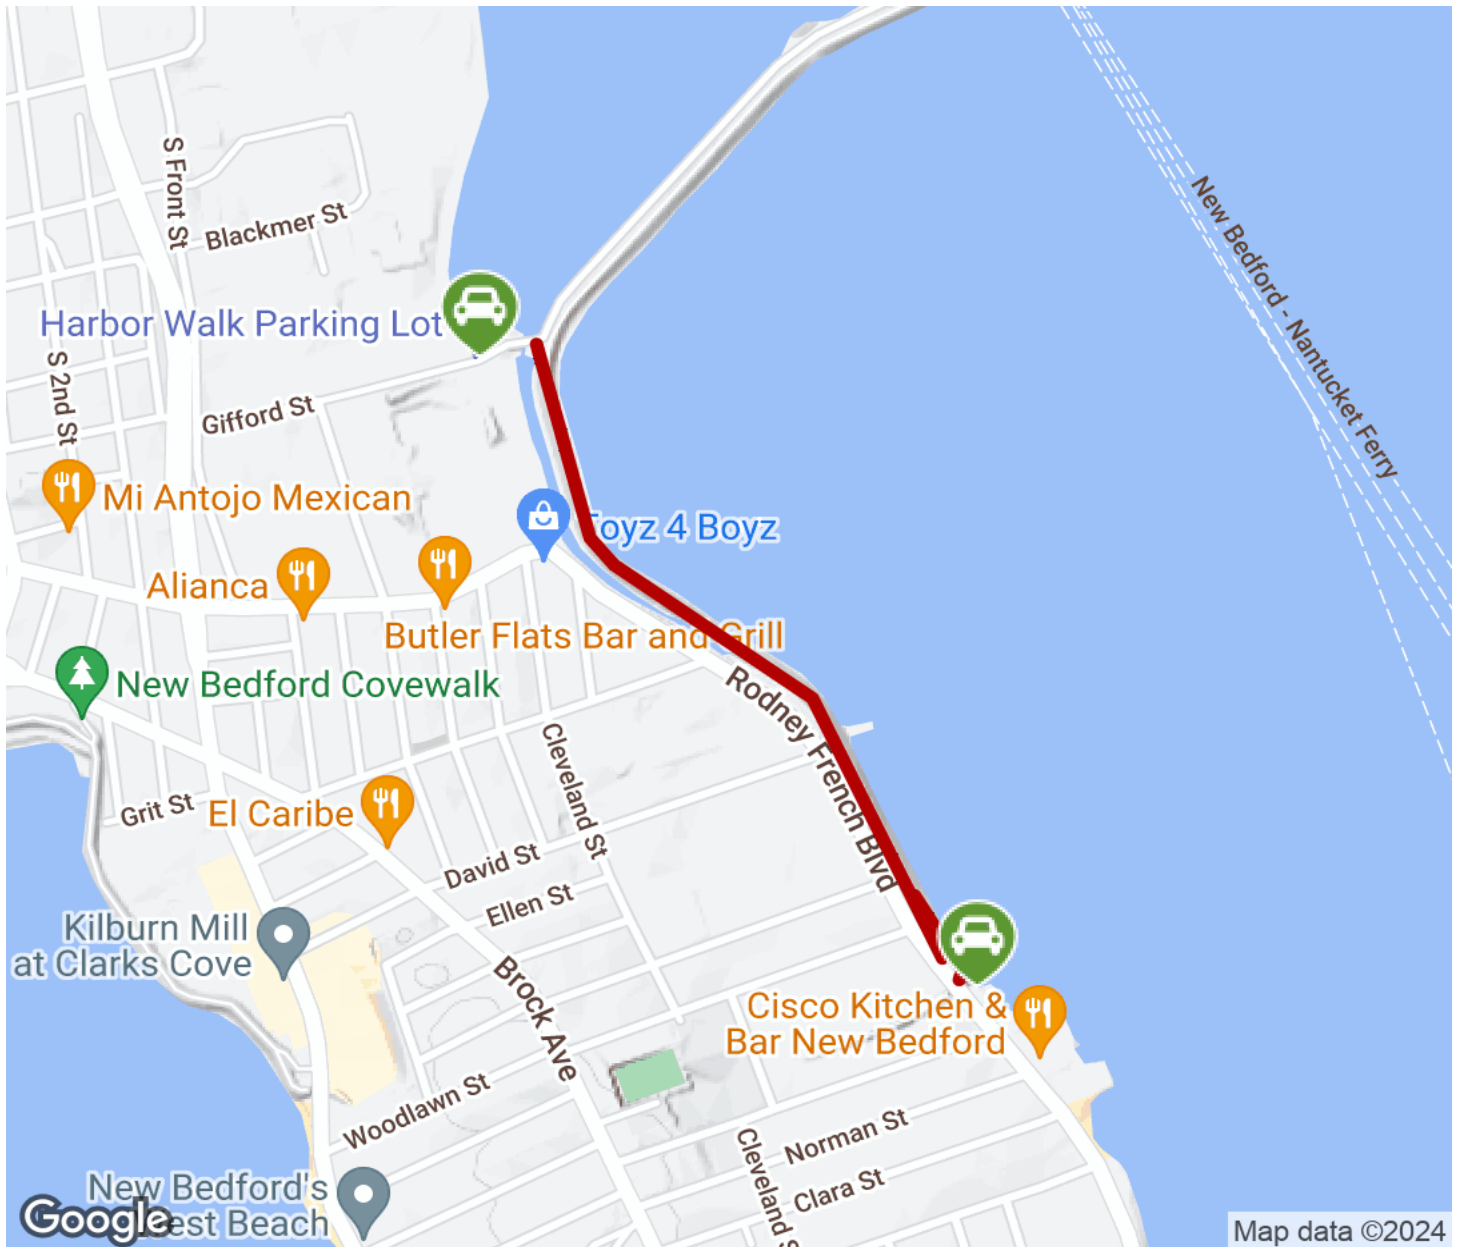 S Front St
Blackmer St
New Bedford - Nantucket Ferry
Harbor Walk Parking Lot
S 2nd St
Gifford St
Mi Antojo Mexican
Toyz 4 Boyz
Alianca
Butler Flats Bar and Grill
New Bedford Covewalk
Rodney French Blvd
Cleveland St
Grit St
El Caribe
David St
Ellen St
Kilburn Mill
at Clarks Cove
Brock Ave
Cisco Kitchen &
Bar New Bedford
Woodlawn St
Norman St
Cleveland S
Clara St
New Bedford's
Beach
Google
Map data ©2024